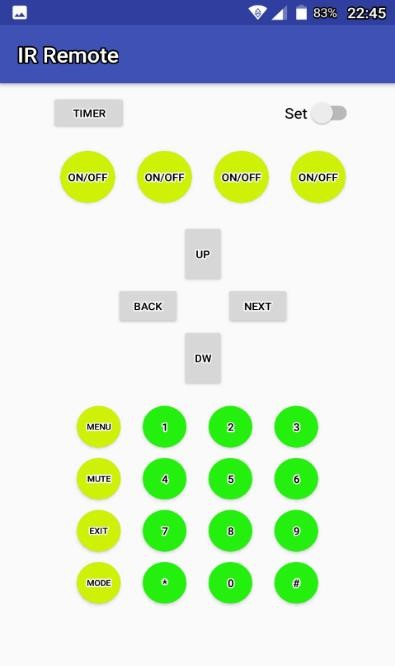 83% 22:45
IR Remote
TIMER Set
ON/OFF ON/OFF ON/OFF ON/OFF
UP
BACK NEXT
DW
MENU 1 2 3
MUTE 4 5 6
EXIT 7 8 9
MODE * 0 #